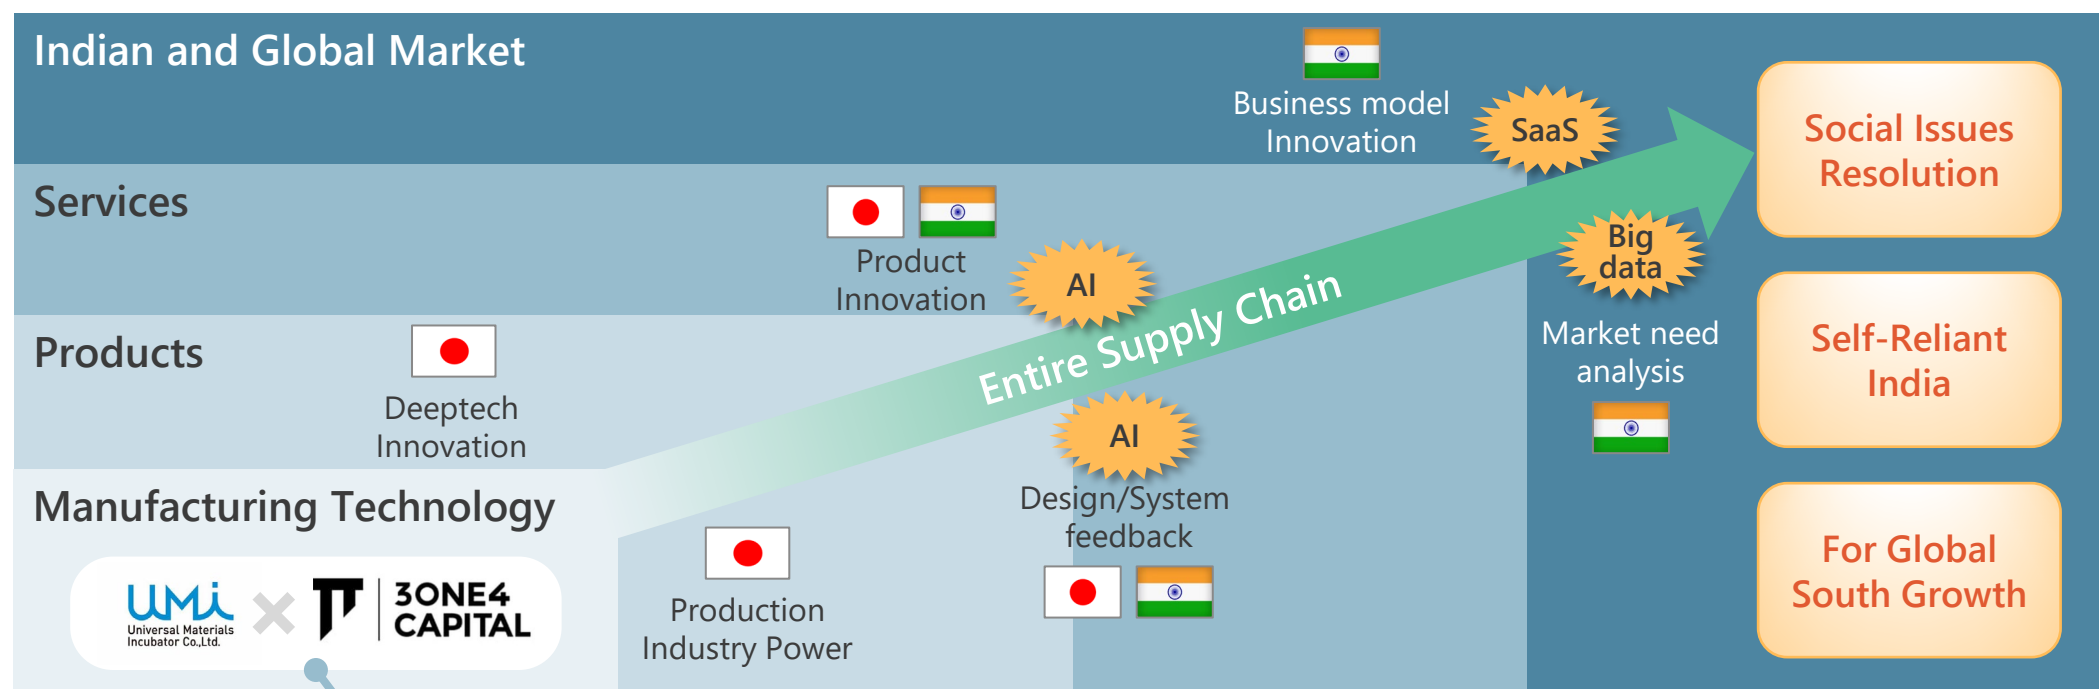 Indian and Global Market
Business model
Innovation
SaaS
Social Issues
Resolution
Services
Product
Innovation
AI
Big
data
Entire Supply Chain
Market need
analysis
Self-Reliant
India
Products
Deeptech
Innovation
AI
Design/System
feedback
Manufacturing Technology
Production
Industry Power
For Global
South Growth
UMi
Universal Materials
Incubator Co.,Ltd.
3ONE4
CAPITAL